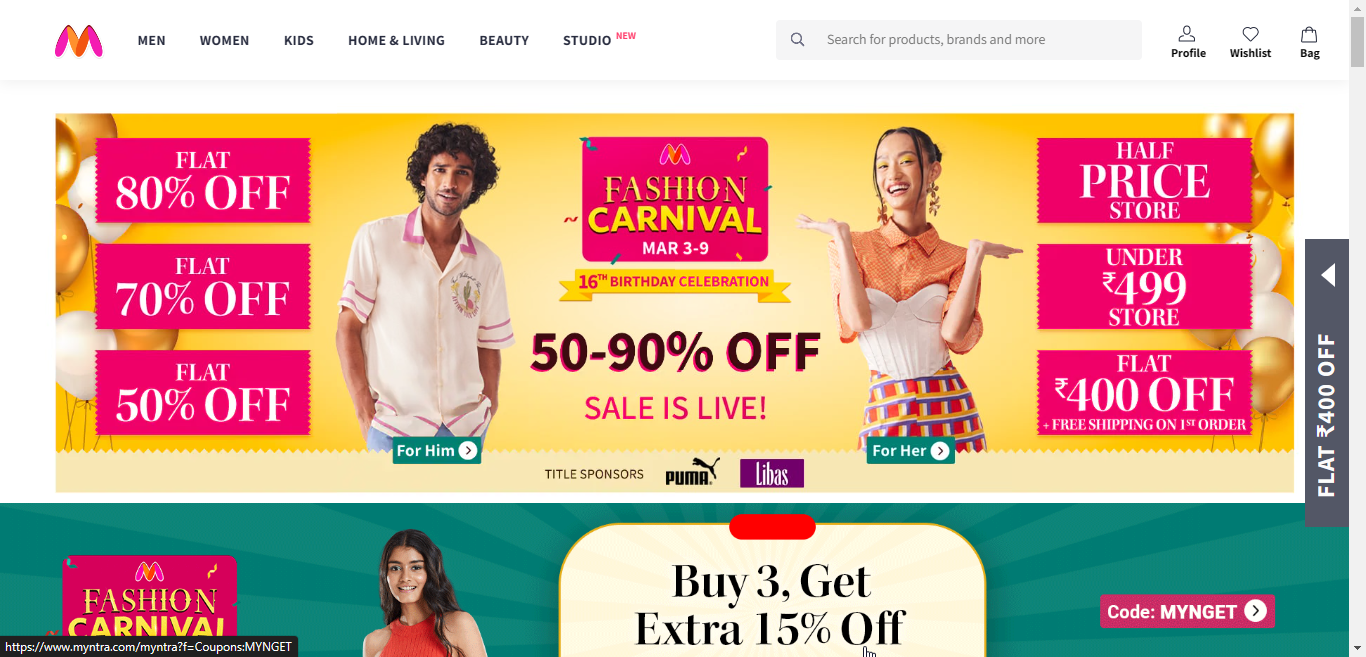 MEN
WOMEN
KIDS
HOME & LIVING
BEAUTY
STUDIO NEW
Search for products, brands and more
Profile
Wishlist
Bag
FLAT
80% OFF
FLAT
70% OFF
FLAT
50% OFF
FASHION
CARNIVAL
MAR 3-9
16TH BIRTHDAY CELEBRATION
50-90% OFF
SALE IS LIVE!
For Him
For Her
TITLE SPONSORS
PUMA
Libas
HALF
PRICE
STORE
UNDER
₹499
STORE
FLAT
₹400 OFF
+ FREE SHIPPING ON 1ST ORDER
FLAT ₹400 OFF
FASHION
CARNIVAL
Buy 3, Get
Extra 15% Off
Code: MYNGET
https://www.myntra.com/myntra?f=Coupons:MYNGET